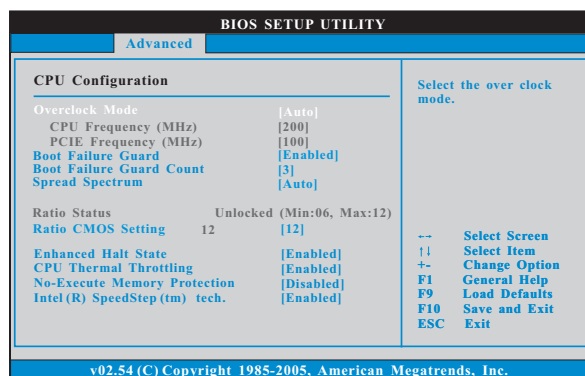 BIOS SETUP UTILITY
Advanced
CPU Configuration
Overclock Mode [Auto]
CPU Frequency (MHz) [200]
PCIE Frequency (MHz) [100]
Boot Failure Guard [Enabled]
Boot Failure Guard Count [3]
Spread Spectrum [Auto]
Ratio Status Unlocked (Min:06, Max:12)
Ratio CMOS Setting 12 [12]
Enhanced Halt State [Enabled]
CPU Thermal Throttling [Enabled]
No-Execute Memory Protection [Disabled]
Intel (R) SpeedStep(tm) tech. [Enabled]
Select the over clock
mode.
←→ Select Screen
↑↓ Select Item
+- Change Option
F1 General Help
F9 Load Defaults
F10 Save and Exit
ESC Exit
v02.54 (C) Copyright 1985-2005, American Megatrends, Inc.